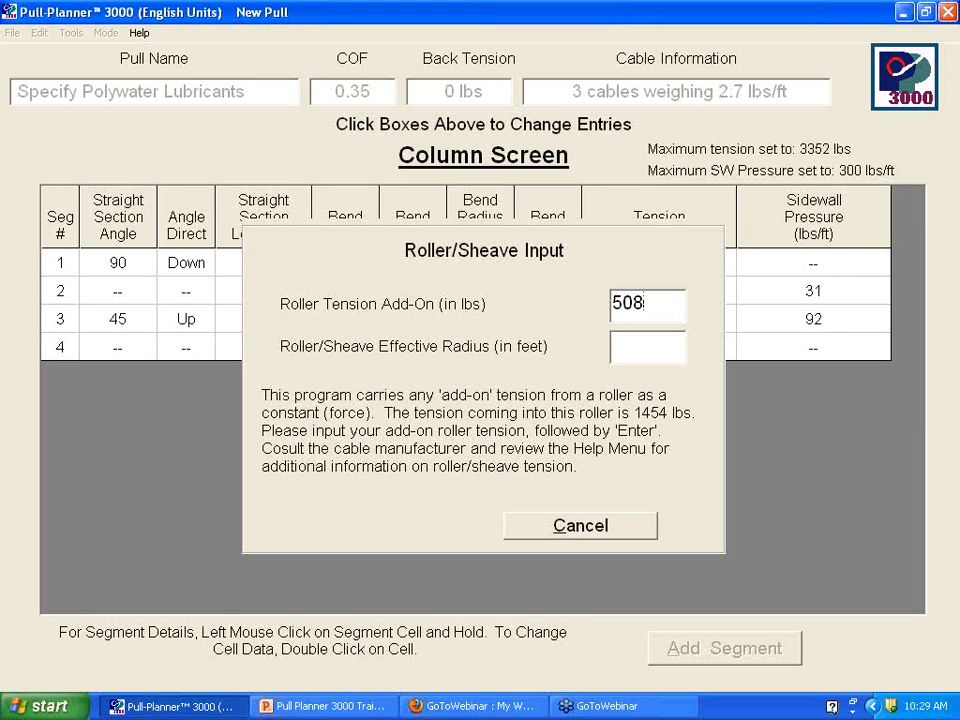 Pull-Planner™ 3000 (English Units)    New Pull
File Edit Tools Mode Help
Pull Name COF Back Tension Cable Information
Specify Polywater Lubricants 0.35 0 lbs 3 cables weighing 2.7 lbs/ft
3000
Click Boxes Above to Change Entries
Column Screen
Maximum tension set to: 3352 lbs
Maximum SW Pressure set to: 300 lbs/ft
Straight Straight Bend Sidewall
Seg Section Angle Section Bend Bend Radius Bend Tension Pressure
# Angle Direct (lbs/ft)
1 90 Down --
2 -- -- 31
3 45 Up 92
4 -- -- --
Roller/Sheave Input
Roller Tension Add-On (in lbs) 508
Roller/Sheave Effective Radius (in feet)
This program carries any 'add-on' tension from a roller as a
constant (force).  The tension coming into this roller is 1454 lbs.
Please input your add-on roller tension, followed by 'Enter'.
Cosult the cable manufacturer and review the Help Menu for
additional information on roller/sheave tension.
Cancel
For Segment Details, Left Mouse Click on Segment Cell and Hold.  To Change
Cell Data, Double Click on Cell.
Add Segment
start Pull-Planner™ 3000 (... Pull Planner 3000 Trai... GoToWebinar : My W... GoToWebinar 10:29 AM